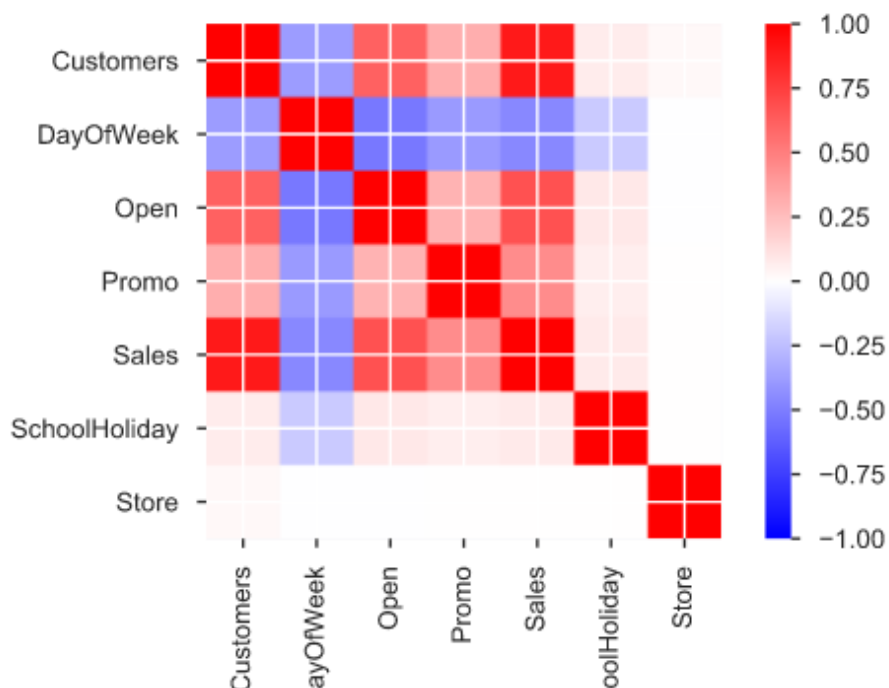 Customers
DayOfWeek
Open
Promo
Sales
SchoolHoliday
Store
Customers
ayOfWeek
Open
Promo
Sales
oolHoliday
Store
1.00
0.75
0.50
0.25
0.00
−0.25
−0.50
−0.75
−1.00